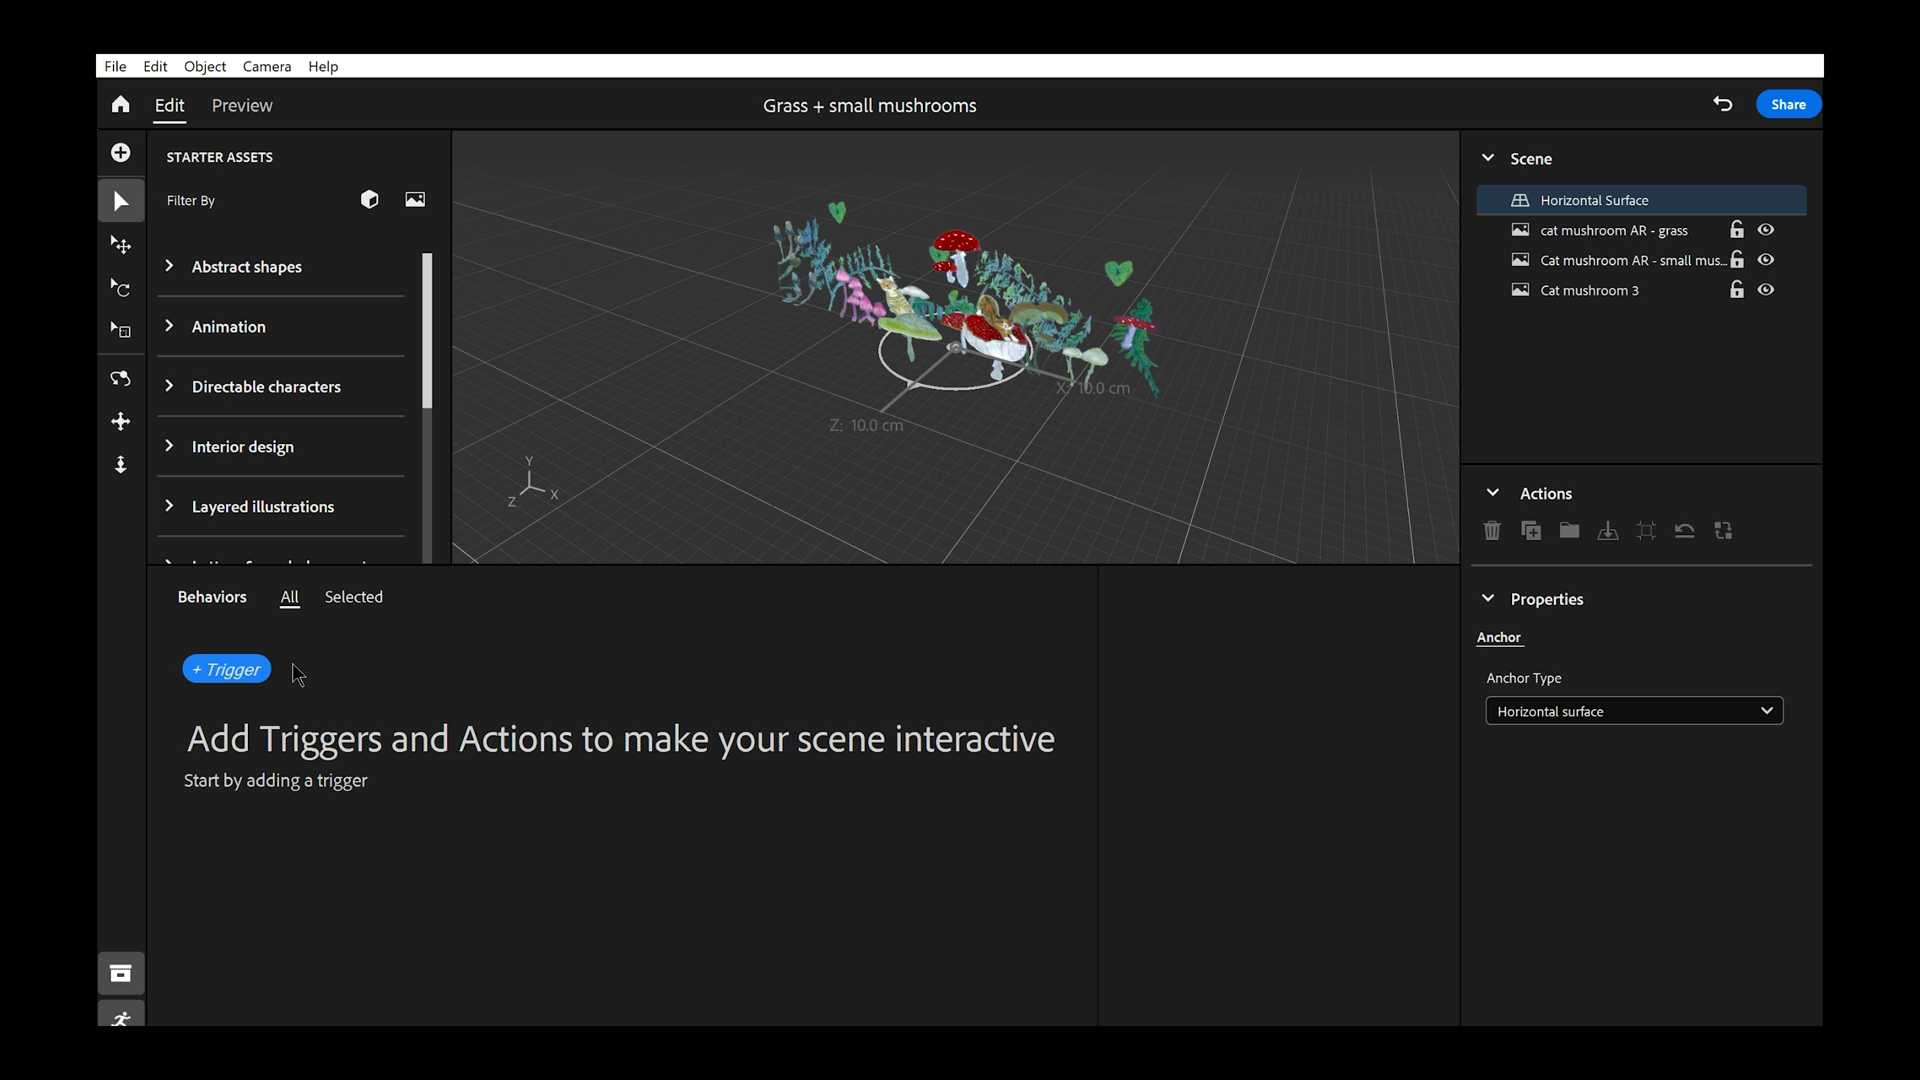 File Edit Object Camera Help
Edit Preview Grass + small mushrooms Share
STARTER ASSETS
Filter By
Abstract shapes
Animation
Directable characters
Interior design
Layered illustrations
X: 10.0 cm
Z: 10.0 cm
Y
Z X
Scene
Horizontal Surface
cat mushroom AR - grass
Cat mushroom AR - small mus...
Cat mushroom 3
Actions
Properties
Anchor
Anchor Type
Horizontal surface
Behaviors All Selected
+ Trigger
Add Triggers and Actions to make your scene interactive
Start by adding a trigger